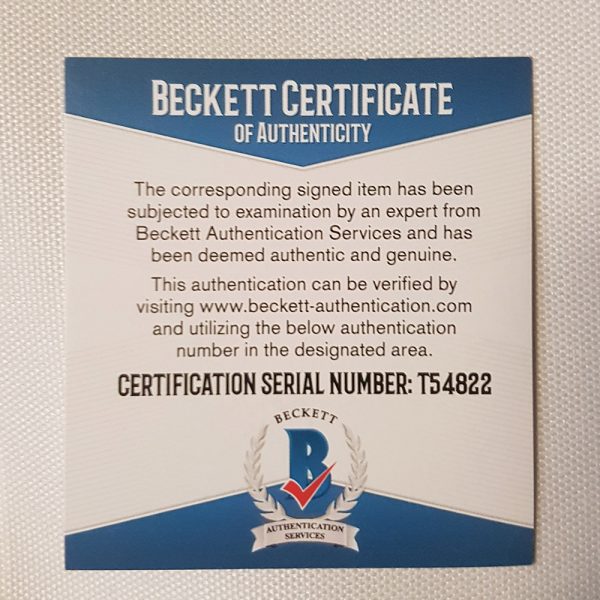 BECKETT CERTIFICATE
OF AUTHENTICITY
The corresponding signed item has been
subjected to examination by an expert from
Beckett Authentication Services and has
been deemed authentic and genuine.
This authentication can be verified by
visiting www.beckett-authentication.com
and utilizing the below authentication
number in the designated area.
CERTIFICATION SERIAL NUMBER: T54822
BECKETT
B
AUTHENTICATION
SERVICES